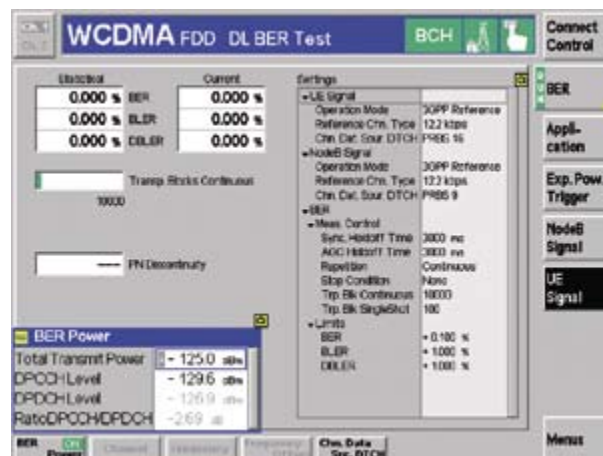 Ch. 1
WCDMA FDD DL BER Test
BCH
Connect Control
Statistical Current
0.000 % BER 0.000 %
0.000 % BLER 0.000 %
0.000 % DBLER 0.000 %
Transp. Blocks Continuous
10000
---- PN Discontinuity
Settings
UE Signal
Operation Mode 3GPP Reference
Reference Chn. Type 12.2 kbps
Chn. Dat. Sour. DTCH PRBS 16
NodeB Signal
Operation Mode 3GPP Reference
Reference Chn. Type 12.2 kbps
Chn. Dat. Sour. DTCH PRBS 9
BER
Meas. Control
Sync. Holdoff Time 3000 ms
AGC Holdoff Time 3000 ms
Repetition Continuous
Stop Condition None
Trp. Blk Continuous 10000
Trp. Blk SingleShot 100
Limits
BER + 0.100 %
BLER + 1.000 %
DBLER + 1.000 %
BER Power
Total Transmit Power - 125.0 dBm
DPCCH Level - 129.6 dBm
DPDCH Level - 126.9 dBm
RatioDPCCH/DPDCH -2.69 dB
BER
Appli-cation
Exp. Pow. Trigger
NodeB Signal
UE Signal
Menus
BER Power ON
Channel
Frequency
Frequency Offset
Chn. Data Src. DTCH